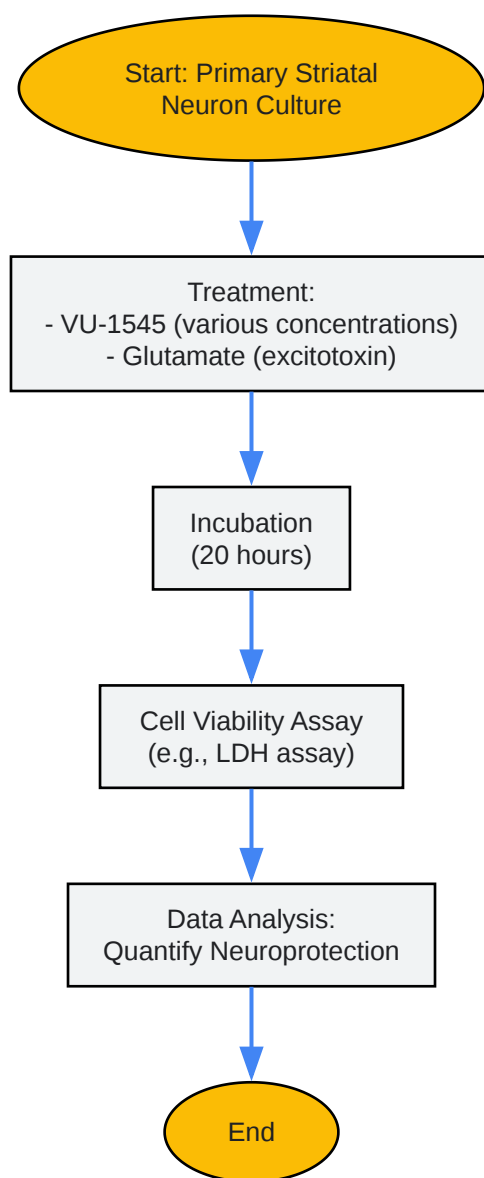 Start: Primary Striatal
Neuron Culture
Treatment:
- VU-1545 (various concentrations)
- Glutamate (excitotoxin)
Incubation
(20 hours)
Cell Viability Assay
(e.g., LDH assay)
Data Analysis:
Quantify Neuroprotection
End